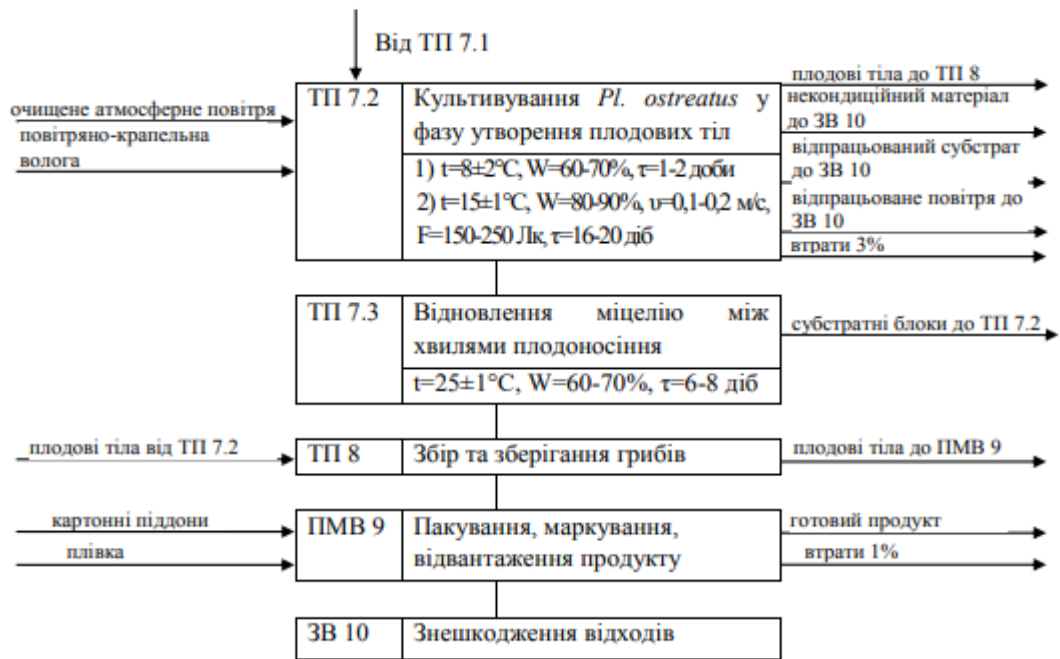 Від ТП 7.1
очищене атмосферне повітря
повітряно-крапельна
волога
ТП 7.2
Культивування Pl. ostreatus у
фазу утворення плодових тіл
1) t=8±2°C, W=60-70%, τ=1-2 доби
2) t=15±1°C, W=80-90%, υ=0,1-0,2 м/с,
F=150-250 Лк, τ=16-20 діб
плодові тіла до ТП 8
некондиційний матеріал
до ЗВ 10
відпрацьований субстрат
до ЗВ 10
відпрацьоване повітря до
ЗВ 10
втрати 3%
ТП 7.3
Відновлення міцелію між
хвилями плодоносіння
t=25±1°C, W=60-70%, τ=6-8 діб
субстратні блоки до ТП 7.2
плодові тіла від ТП 7.2
ТП 8
Збір та зберігання грибів
плодові тіла до ПМВ 9
картонні піддони
плівка
ПМВ 9
Пакування, маркування,
відвантаження продукту
готовий продукт
втрати 1%
ЗВ 10
Знешкодження відходів